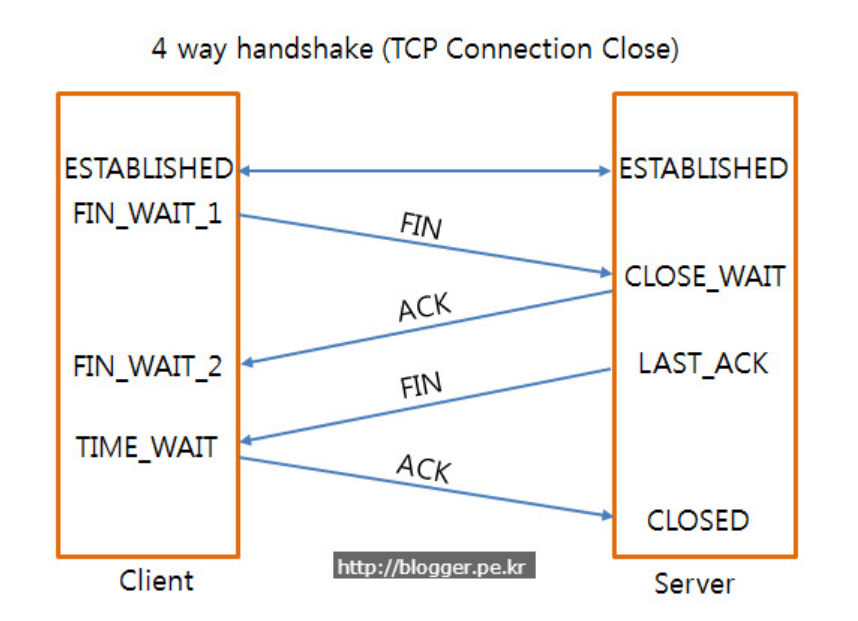 4 way handshake (TCP Connection Close)
ESTABLISHED
ESTABLISHED
FIN_WAIT_1
FIN
CLOSE_WAIT
ACK
FIN_WAIT_2
LAST_ACK
FIN
TIME_WAIT
ACK
CLOSED
http://blogger.pe.kr
Client
Server